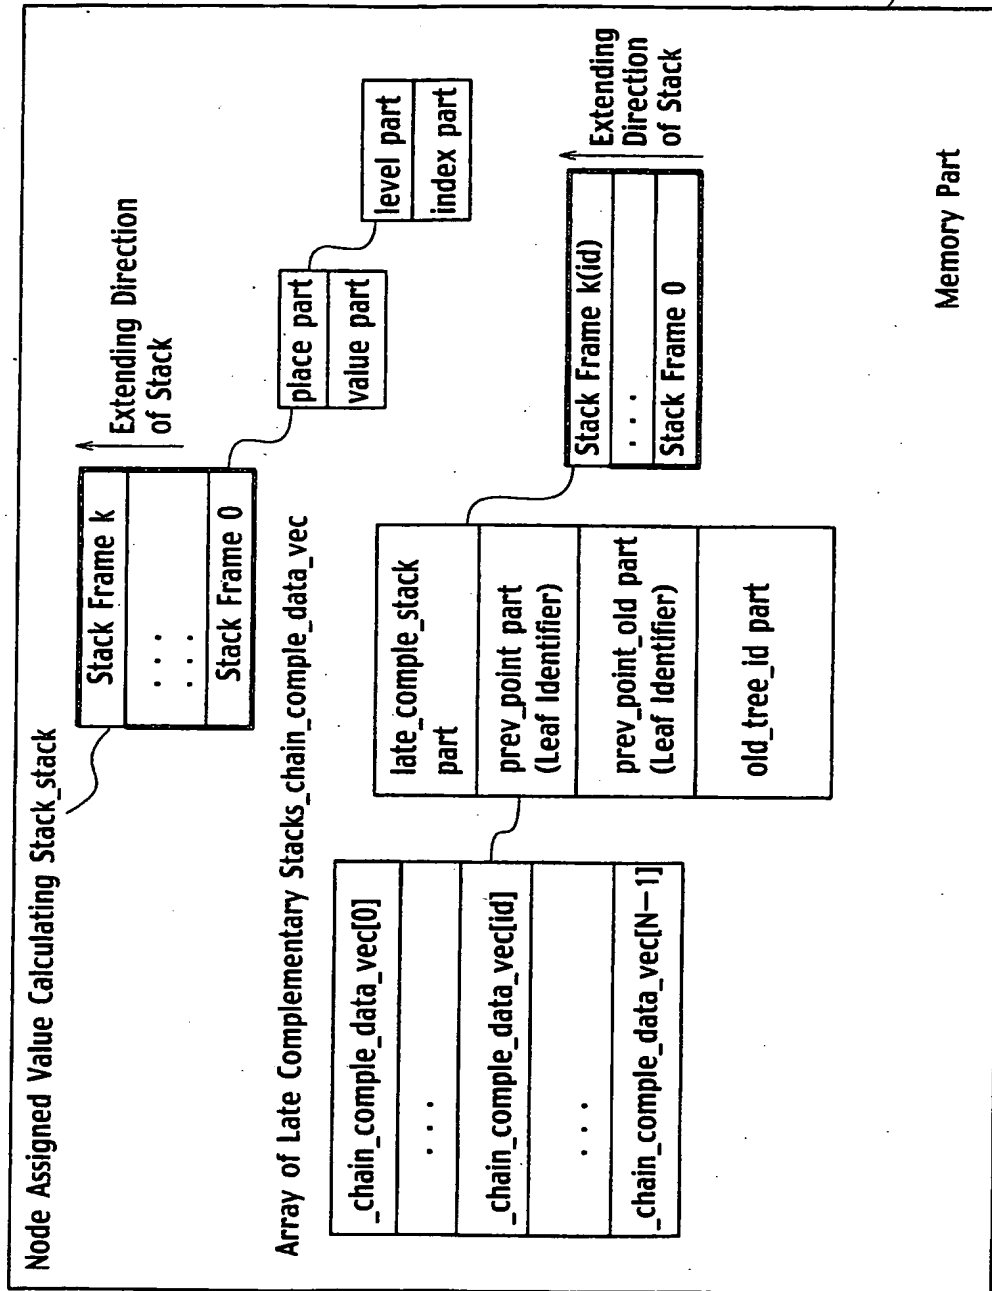 Node Assigned Value Calculating Stack_stack
Stack Frame k
. . .
. . .
Stack Frame 0
Extending Direction
of Stack
place part
value part
level part
index part
Array of Late Complementary Stacks_chain_comple_data_vec
_chain_comple_data_vec[0]
. . .
_chain_comple_data_vec[id]
. . .
_chain_comple_data_vec[N−1]
late_comple_stack
part
prev_point part
(Leaf Identifier)
prev_point_old part
(Leaf Identifier)
old_tree_id part
Stack Frame k(id)
. . .
Stack Frame 0
Extending
Direction
of Stack
Memory Part